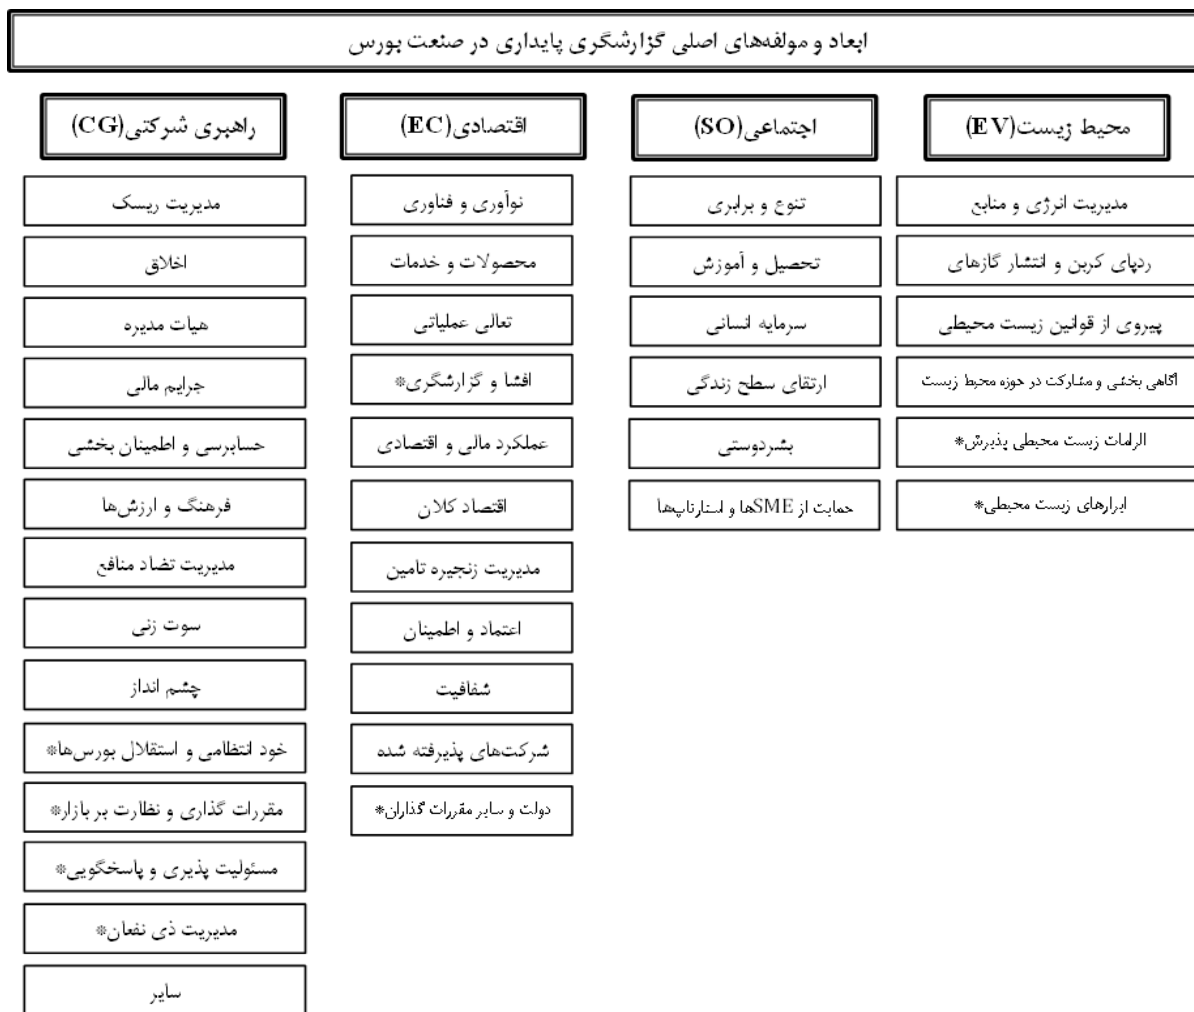 ابعاد و مولفه‌های اصلی گزارشگری پایداری در صنعت بورس
محیط زیست(EV)
مدیریت انرژی و منابع
ردپای کربن و انتشار گازهای
پیروی از قوانین زیست محیطی
آگاهی بخشی و مشارکت در حوزه محیط زیست
الزامات زیست محیطی پذیرش*
ابزارهای زیست محیطی*
اجتماعی(SO)
تنوع و برابری
تحصیل و آموزش
سرمایه انسانی
ارتقای سطح زندگی
بشردوستی
حمایت از SMEها و استارتاپ‌ها
اقتصادی(EC)
نوآوری و فناوری
محصولات و خدمات
تعالی عملیاتی
افشا و گزارشگری*
عملکرد مالی و اقتصادی
اقتصاد کلان
مدیریت زنجیره تامین
اعتماد و اطمینان
شفافیت
شرکت‌های پذیرفته شده
دولت و سایر مقررات گذاران*
راهبری شرکتی(CG)
مدیریت ریسک
اخلاق
هیات مدیره
جرایم مالی
حسابرسی و اطمینان بخشی
فرهنگ و ارزش‌ها
مدیریت تضاد منافع
سوت زنی
چشم انداز
خود انتظامی و استقلال بورس‌ها*
مقررات گذاری و نظارت بر بازار*
مسئولیت پذیری و پاسخگویی*
مدیریت ذی نفعان*
سایر